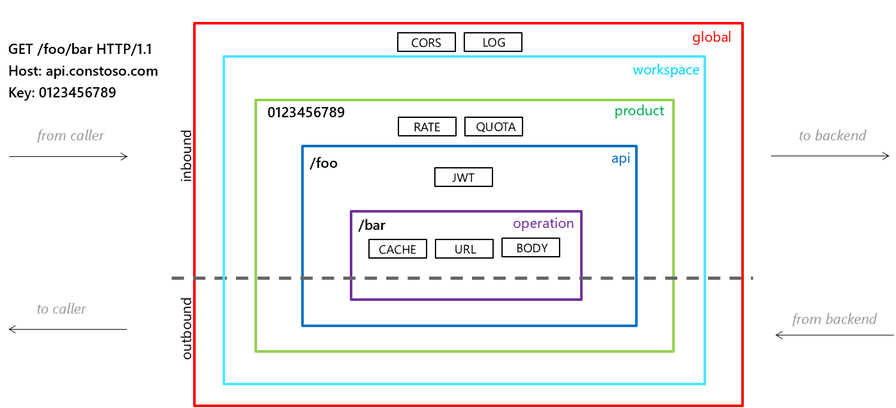 GET /foo/bar HTTP/1.1
Host: api.constoso.com
Key: 0123456789
from caller
to caller
inbound
outbound
global
CORS LOG
workspace
product
0123456789
RATE QUOTA
api
/foo
JWT
operation
/bar
CACHE URL BODY
to backend
from backend